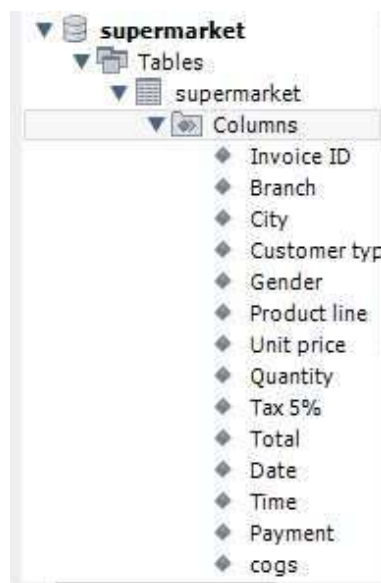 supermarket
Tables
supermarket
Columns
Invoice ID
Branch
City
Customer typ
Gender
Product line
Unit price
Quantity
Tax 5%
Total
Date
Time
Payment
cogs